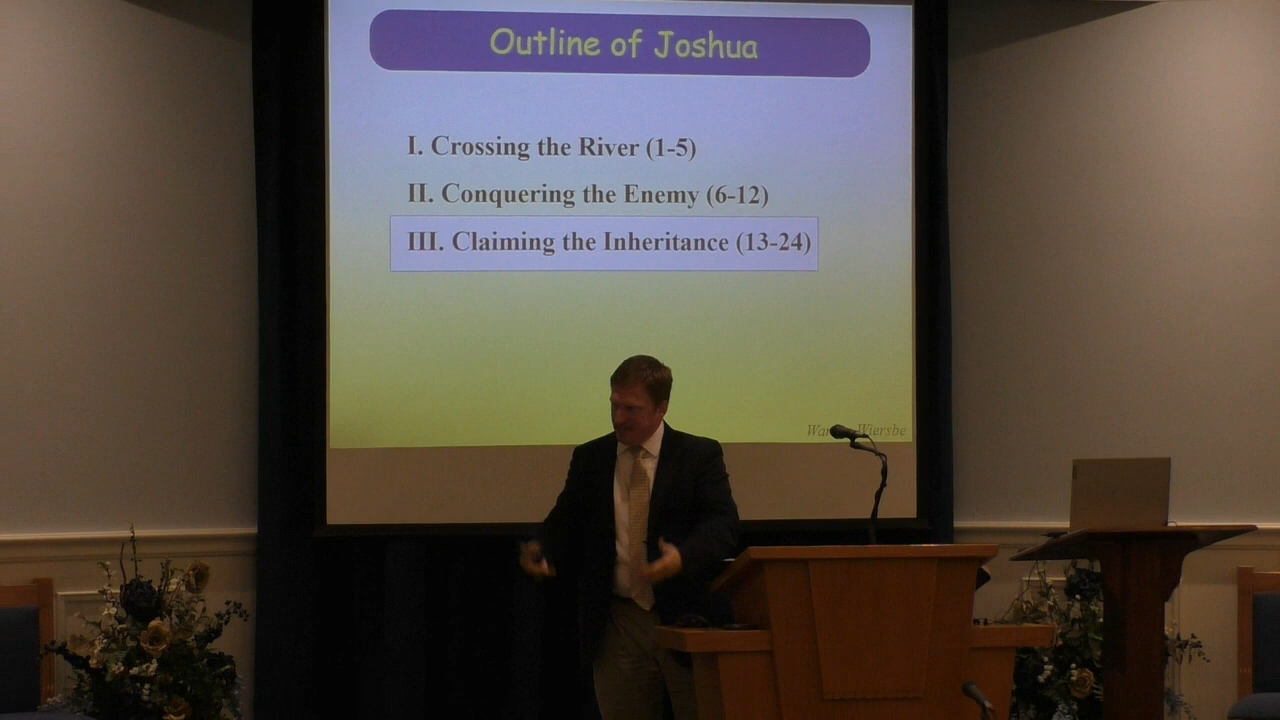 Outline of Joshua
I. Crossing the River (1-5)
II. Conquering the Enemy (6-12)
III. Claiming the Inheritance (13-24)
Wiersbe